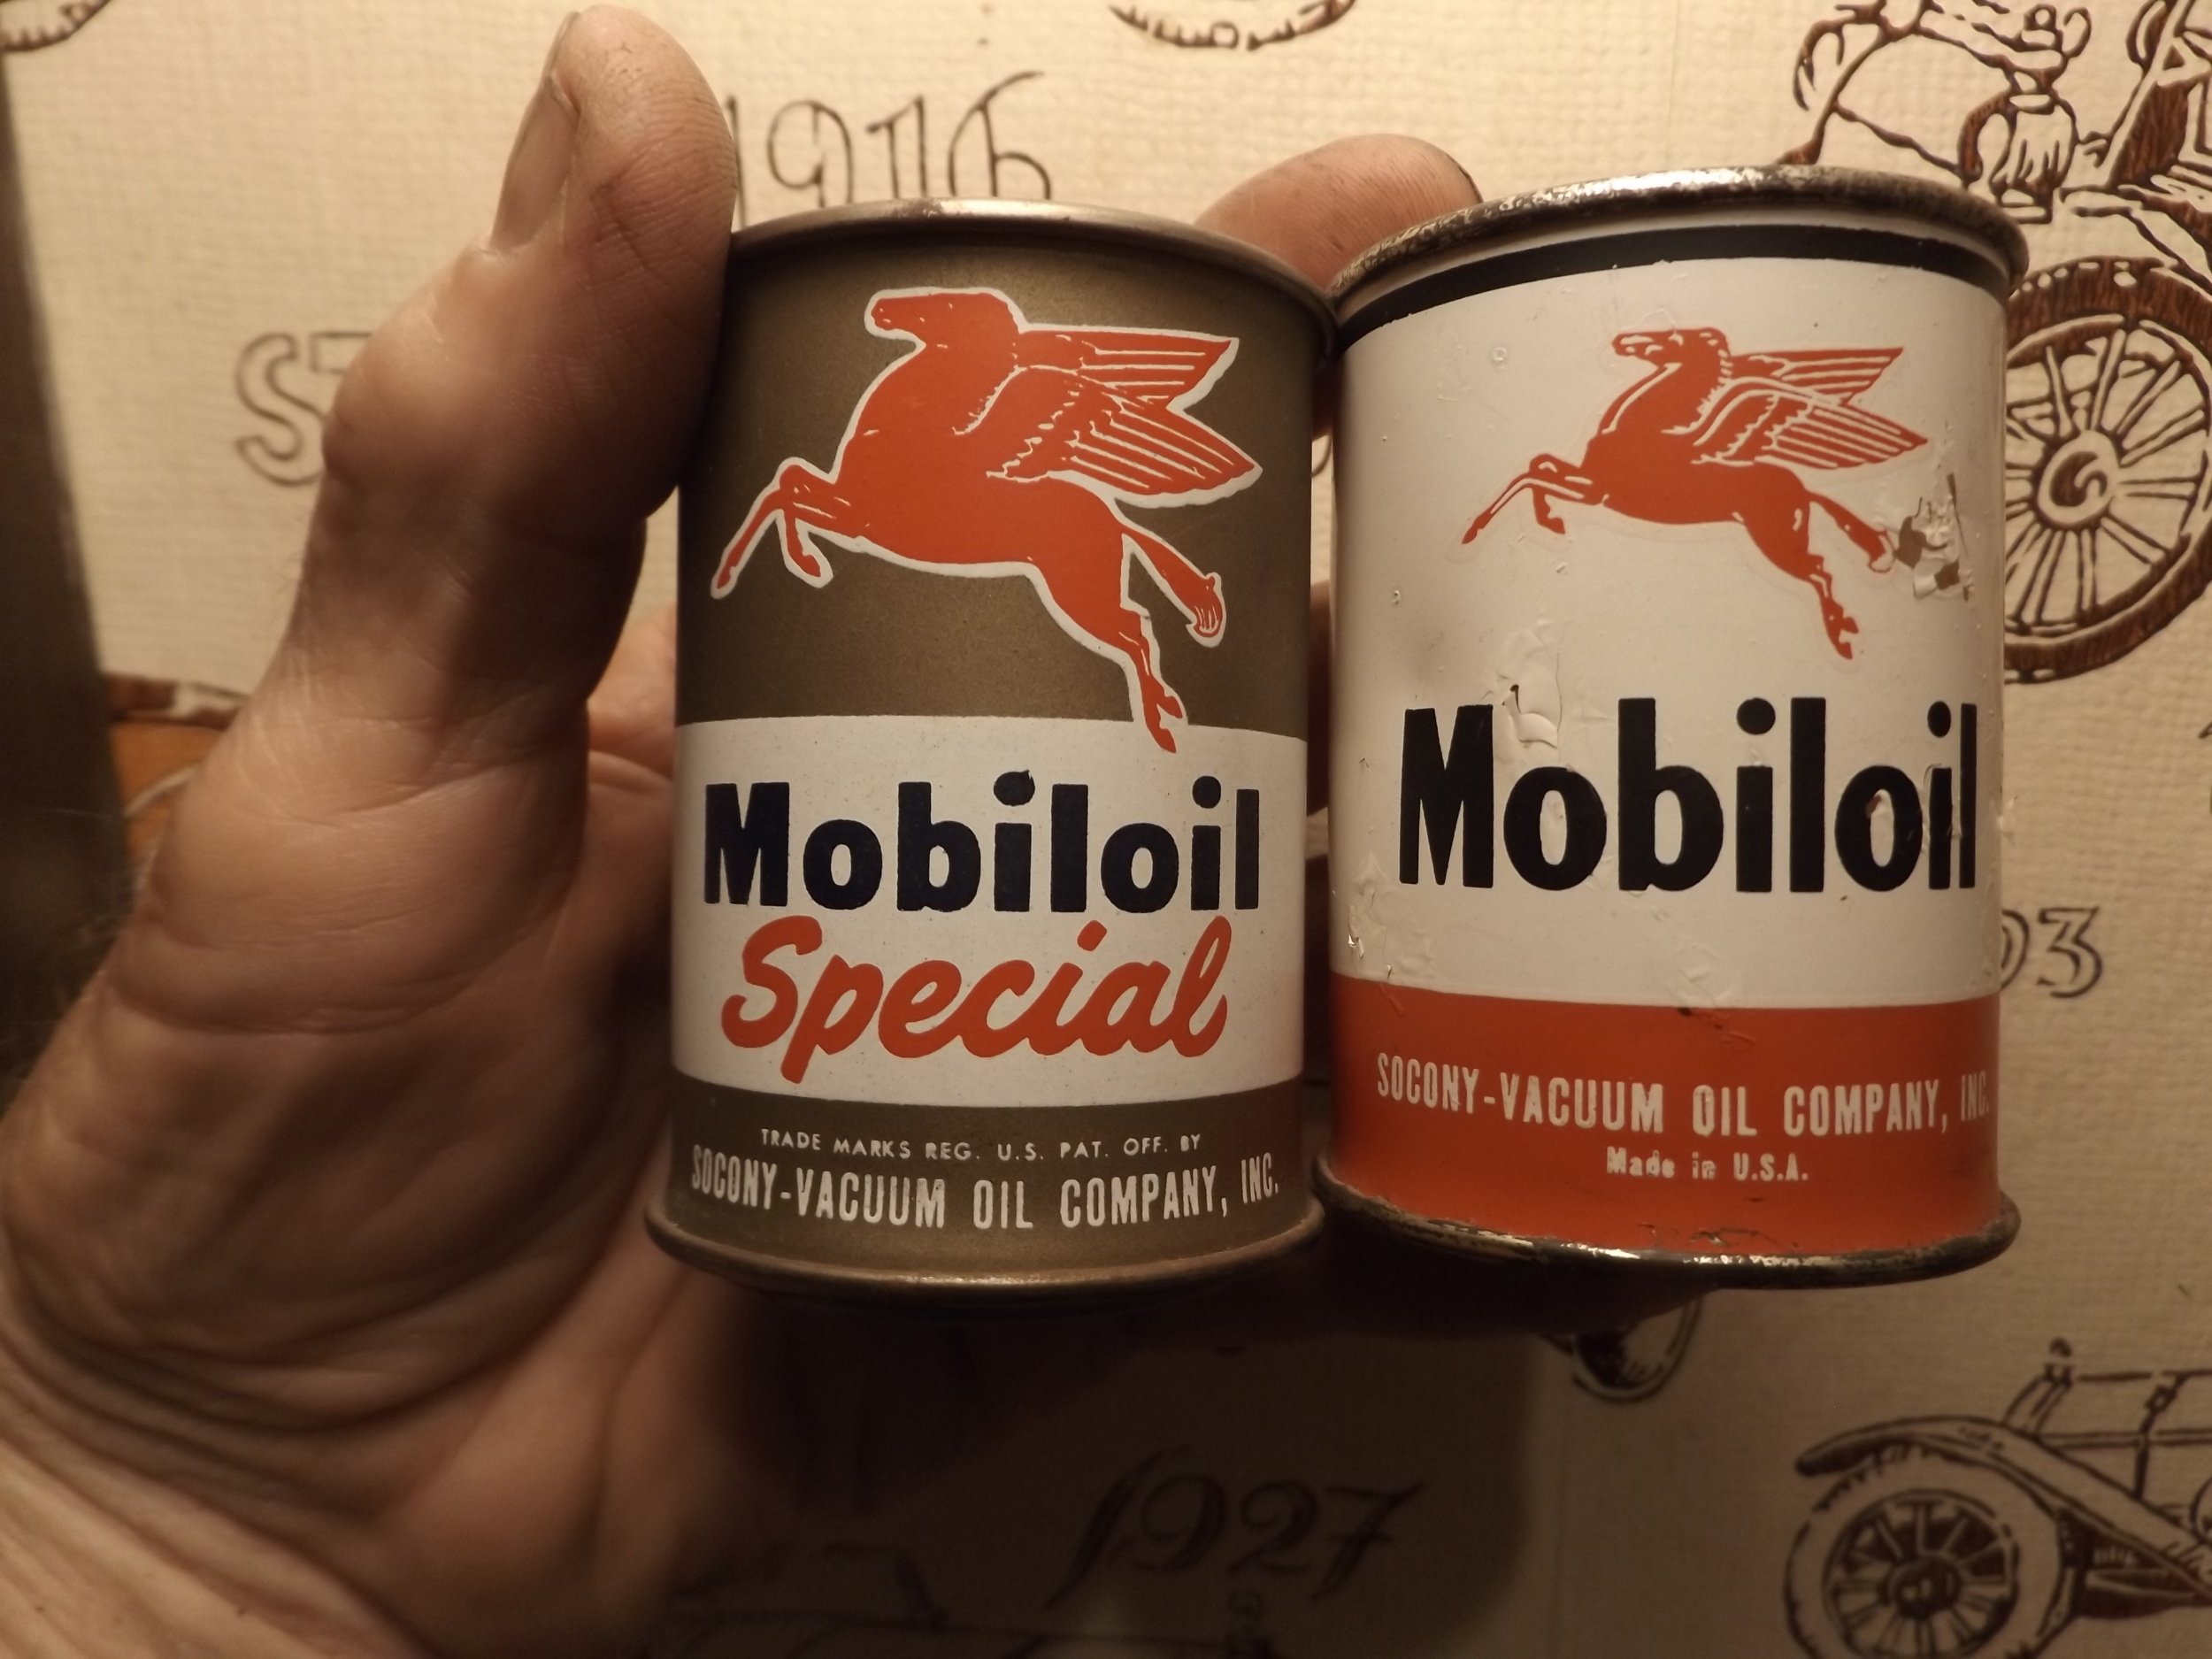 1916
Mobiloil
Special
TRADE MARKS REG. U.S. PAT. OFF. BY
SOCONY-VACUUM OIL COMPANY, INC.
Mobiloil
SOCONY-VACUUM OIL COMPANY, INC.
Made in U.S.A.
1927